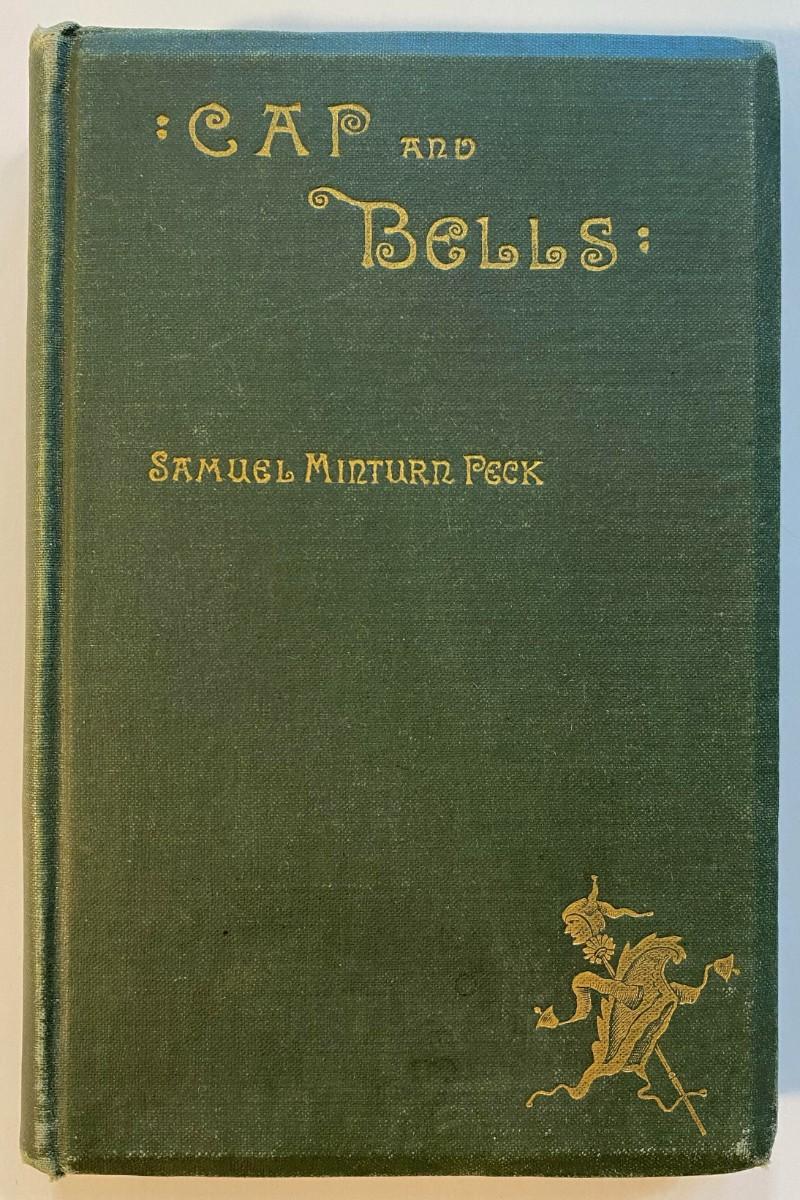 :CAP AND
BELLS:
SAMUEL MINTURN PECK